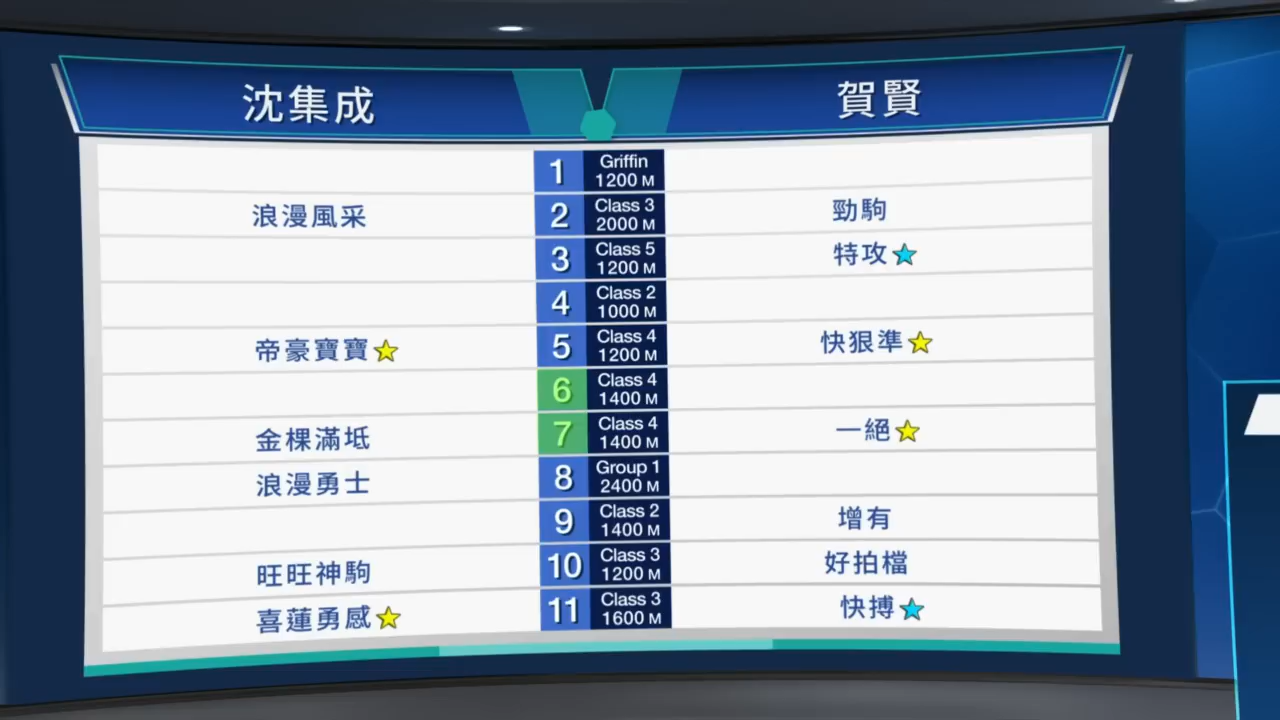 沈集成
賀賢
1 Griffin 1200 M
浪漫風采 2 Class 3 2000 M 勁駒
3 Class 5 1200 M 特攻
4 Class 2 1000 M
帝豪寶寶 5 Class 4 1200 M 快狠準
6 Class 4 1400 M
金棵滿坻 7 Class 4 1400 M 一絕
浪漫勇士 8 Group 1 2400 M
9 Class 2 1400 M 增有
旺旺神駒 10 Class 3 1200 M 好拍檔
喜蓮勇感 11 Class 3 1600 M 快搏